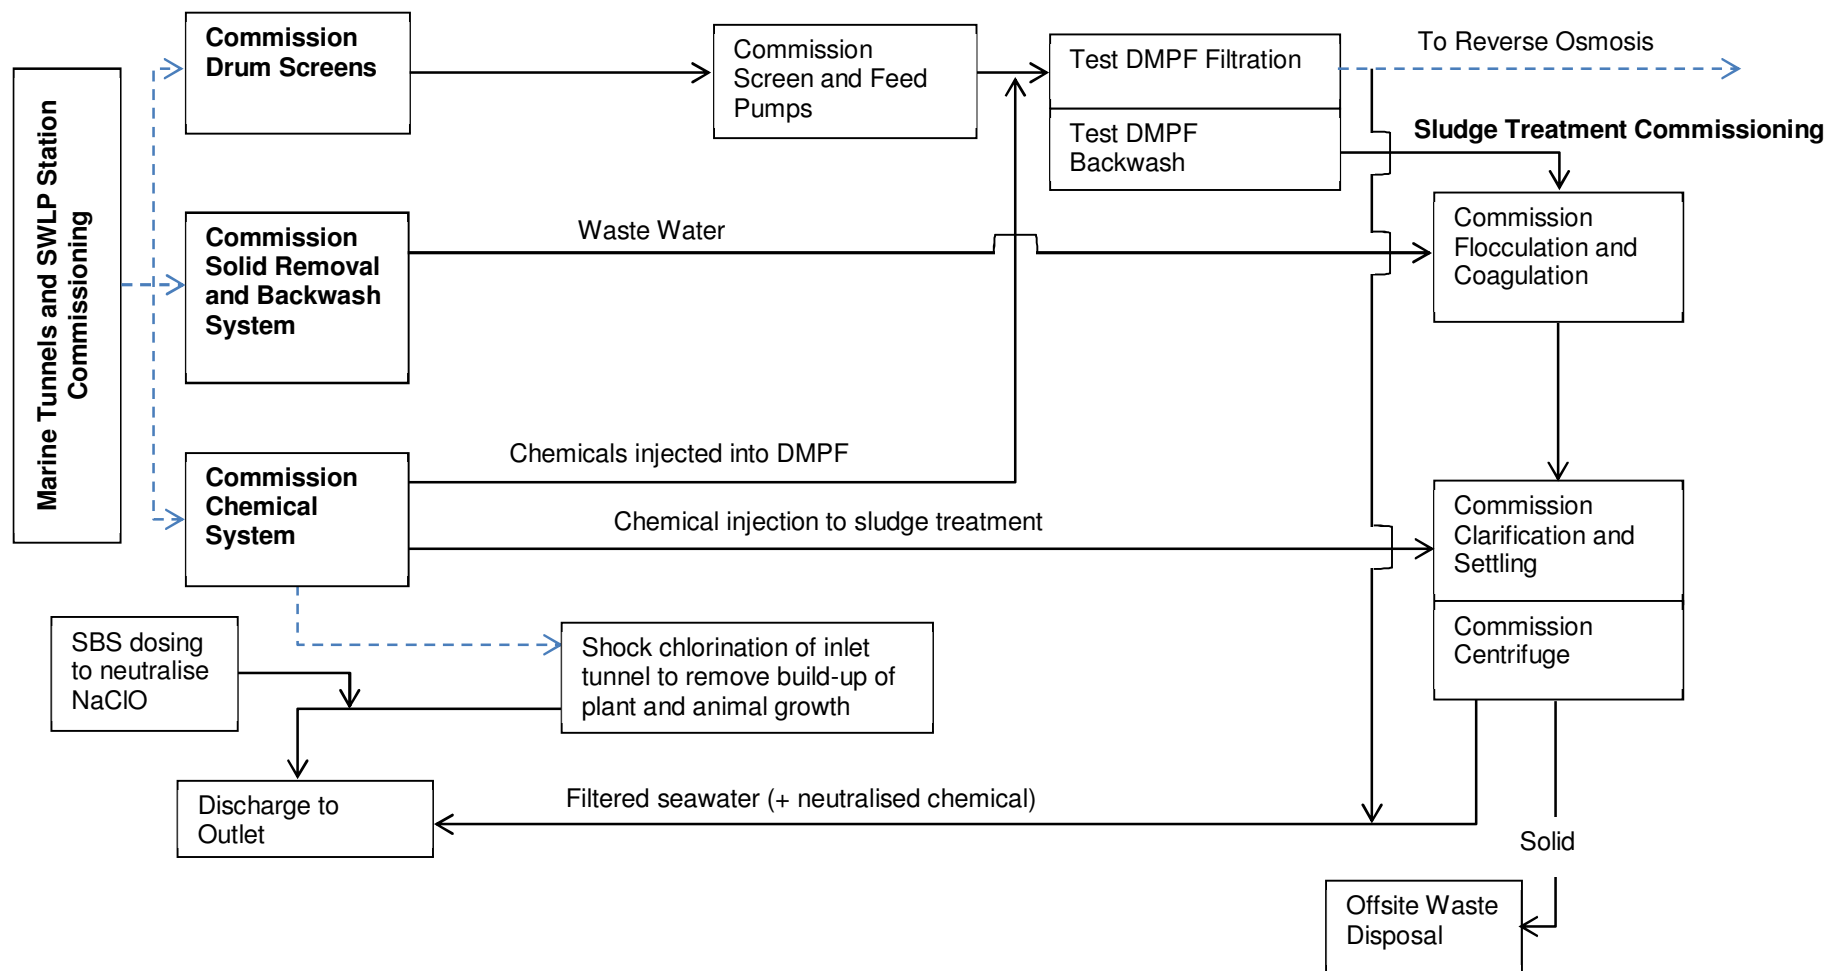 Marine Tunnels and SWLP Station
Commissioning
Commission
Drum Screens
Commission
Screen and Feed
Pumps
Test DMPF Filtration
Test DMPF
Backwash
To Reverse Osmosis
Sludge Treatment Commissioning
Commission
Solid Removal
and Backwash
System
Waste Water
Commission
Flocculation and
Coagulation
Commission
Chemical
System
Chemicals injected into DMPF
Chemical injection to sludge treatment
Commission
Clarification and
Settling
Commission
Centrifuge
SBS dosing
to neutralise
NaClO
Shock chlorination of inlet
tunnel to remove build-up of
plant and animal growth
Discharge to
Outlet
Filtered seawater (+ neutralised chemical)
Solid
Offsite Waste
Disposal